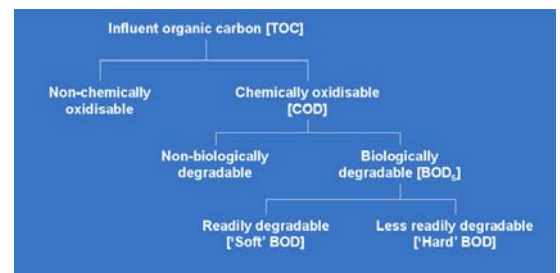 Influent organic carbon [TOC]
Non-chemically
oxidisable
Chemically oxidisable
[COD]
Non-biologically
degradable
Biologically
degradable [BOD₅]
Readily degradable
['Soft' BOD]
Less readily degradable
['Hard' BOD]